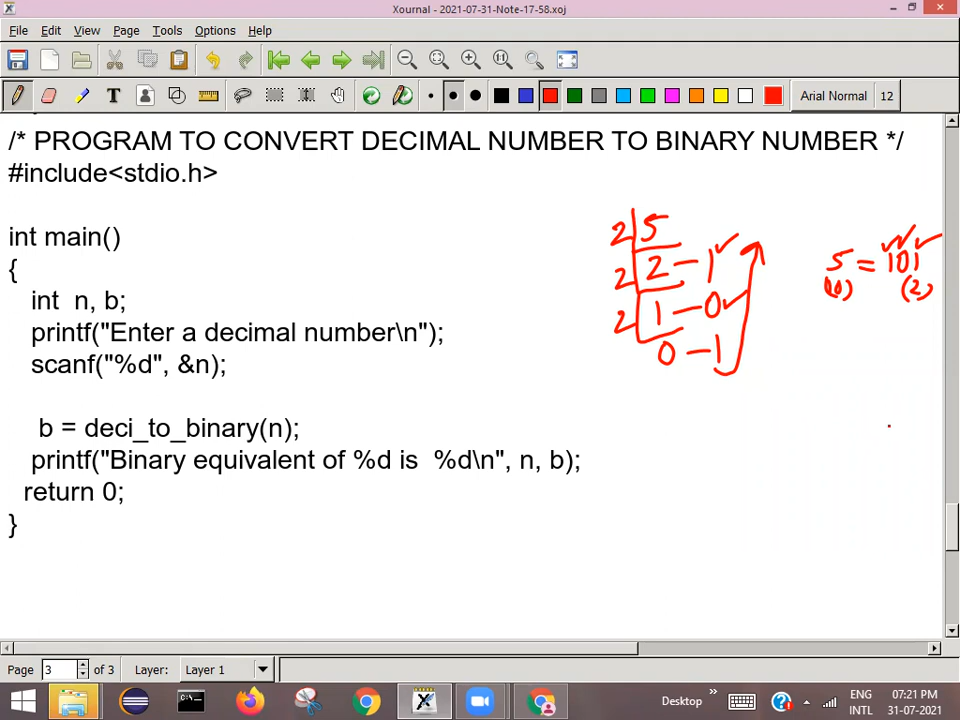 Xournal - 2021-07-31-Note-17-58.xoj
File Edit View Page Tools Options Help
Arial Normal 12
/* PROGRAM TO CONVERT DECIMAL NUMBER TO BINARY NUMBER */
#include<stdio.h>
int main()
{
int n, b;
printf("Enter a decimal number\n");
scanf("%d", &n);
b = deci_to_binary(n);
printf("Binary equivalent of %d is %d\n", n, b);
return 0;
}
2 5
2 2 - 1
2 1 - 0
0 - 1
5 = 101
(10) (2)
Page 3 of 3 Layer: Layer 1
Desktop » ENG 07:21 PM
INTL 31-07-2021